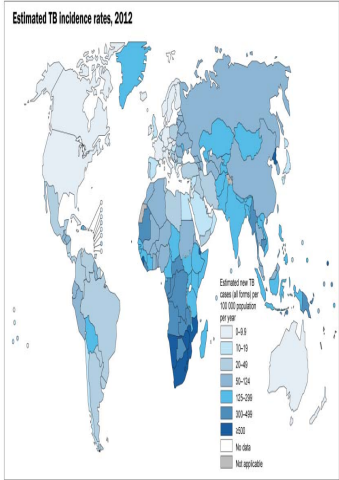 Estimated TB incidence rates, 2012
Estimated new TB
cases (all forms) per
100 000 population
per year
0–9.9
10–19
20–49
50–124
125–299
300–499
≥500
No data
Not applicable